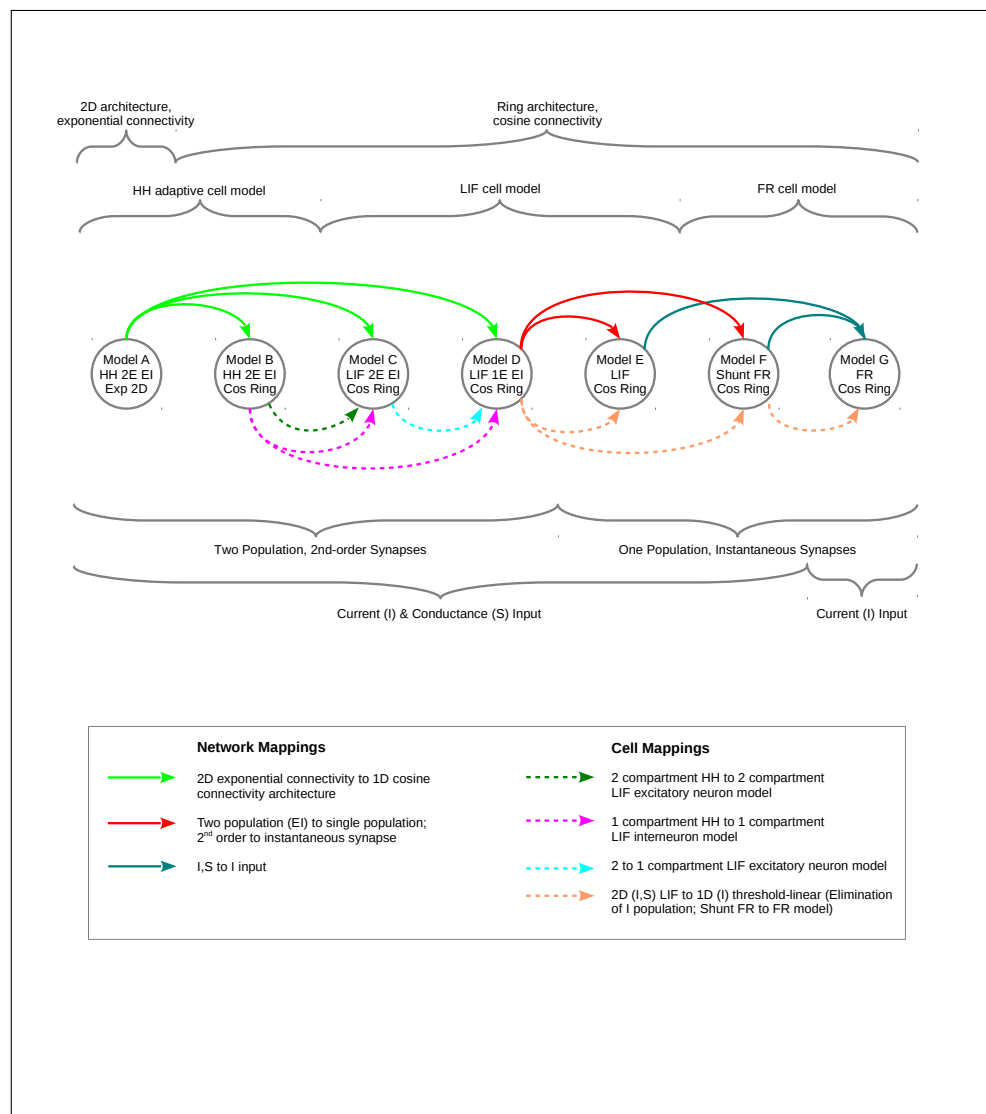 2D architecture,
exponential connectivity
Ring architecture,
cosine connectivity
HH adaptive cell model
LIF cell model
FR cell model
Model A
HH 2E EI
Exp 2D
Model B
HH 2E EI
Cos Ring
Model C
LIF 2E EI
Cos Ring
Model D
LIF 1E EI
Cos Ring
Model E
LIF
Cos Ring
Model F
Shunt FR
Cos Ring
Model G
FR
Cos Ring
Two Population, 2nd-order Synapses
One Population, Instantaneous Synapses
Current (I) & Conductance (S) Input
Current (I) Input
Network Mappings
2D exponential connectivity to 1D cosine
connectivity architecture
Two population (EI) to single population;
2nd order to instantaneous synapse
I,S to I input
Cell Mappings
2 compartment HH to 2 compartment
LIF excitatory neuron model
1 compartment HH to 1 compartment
LIF interneuron model
2 to 1 compartment LIF excitatory neuron model
2D (I,S) LIF to 1D (I) threshold-linear (Elimination
of I population; Shunt FR to FR model)